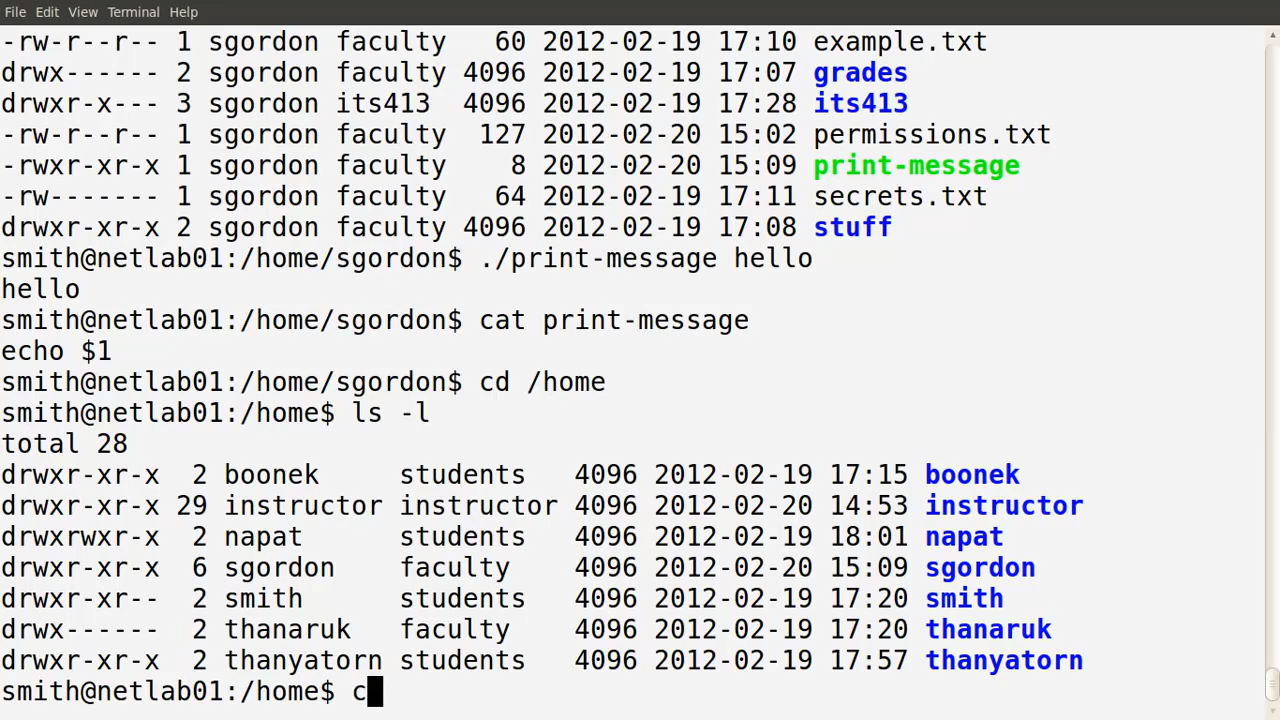 File Edit View Terminal Help
-rw-r--r-- 1 sgordon faculty   60 2012-02-19 17:10 example.txt
drwx------ 2 sgordon faculty 4096 2012-02-19 17:07 grades
drwxr-x--- 3 sgordon its413  4096 2012-02-19 17:28 its413
-rw-r--r-- 1 sgordon faculty  127 2012-02-20 15:02 permissions.txt
-rwxr-xr-x 1 sgordon faculty    8 2012-02-20 15:09 print-message
-rw------- 1 sgordon faculty   64 2012-02-19 17:11 secrets.txt
drwxr-xr-x 2 sgordon faculty 4096 2012-02-19 17:08 stuff
smith@netlab01:/home/sgordon$ ./print-message hello
hello
smith@netlab01:/home/sgordon$ cat print-message
echo $1
smith@netlab01:/home/sgordon$ cd /home
smith@netlab01:/home$ ls -l
total 28
drwxr-xr-x  2 boonek     students   4096 2012-02-19 17:15 boonek
drwxr-xr-x 29 instructor instructor 4096 2012-02-20 14:53 instructor
drwxrwxr-x  2 napat      students   4096 2012-02-19 18:01 napat
drwxr-xr-x  6 sgordon    faculty    4096 2012-02-20 15:09 sgordon
drwxr-xr--  2 smith      students   4096 2012-02-19 17:20 smith
drwx------  2 thanaruk   faculty    4096 2012-02-19 17:20 thanaruk
drwxr-xr-x  2 thanyatorn students   4096 2012-02-19 17:57 thanyatorn
smith@netlab01:/home$ c